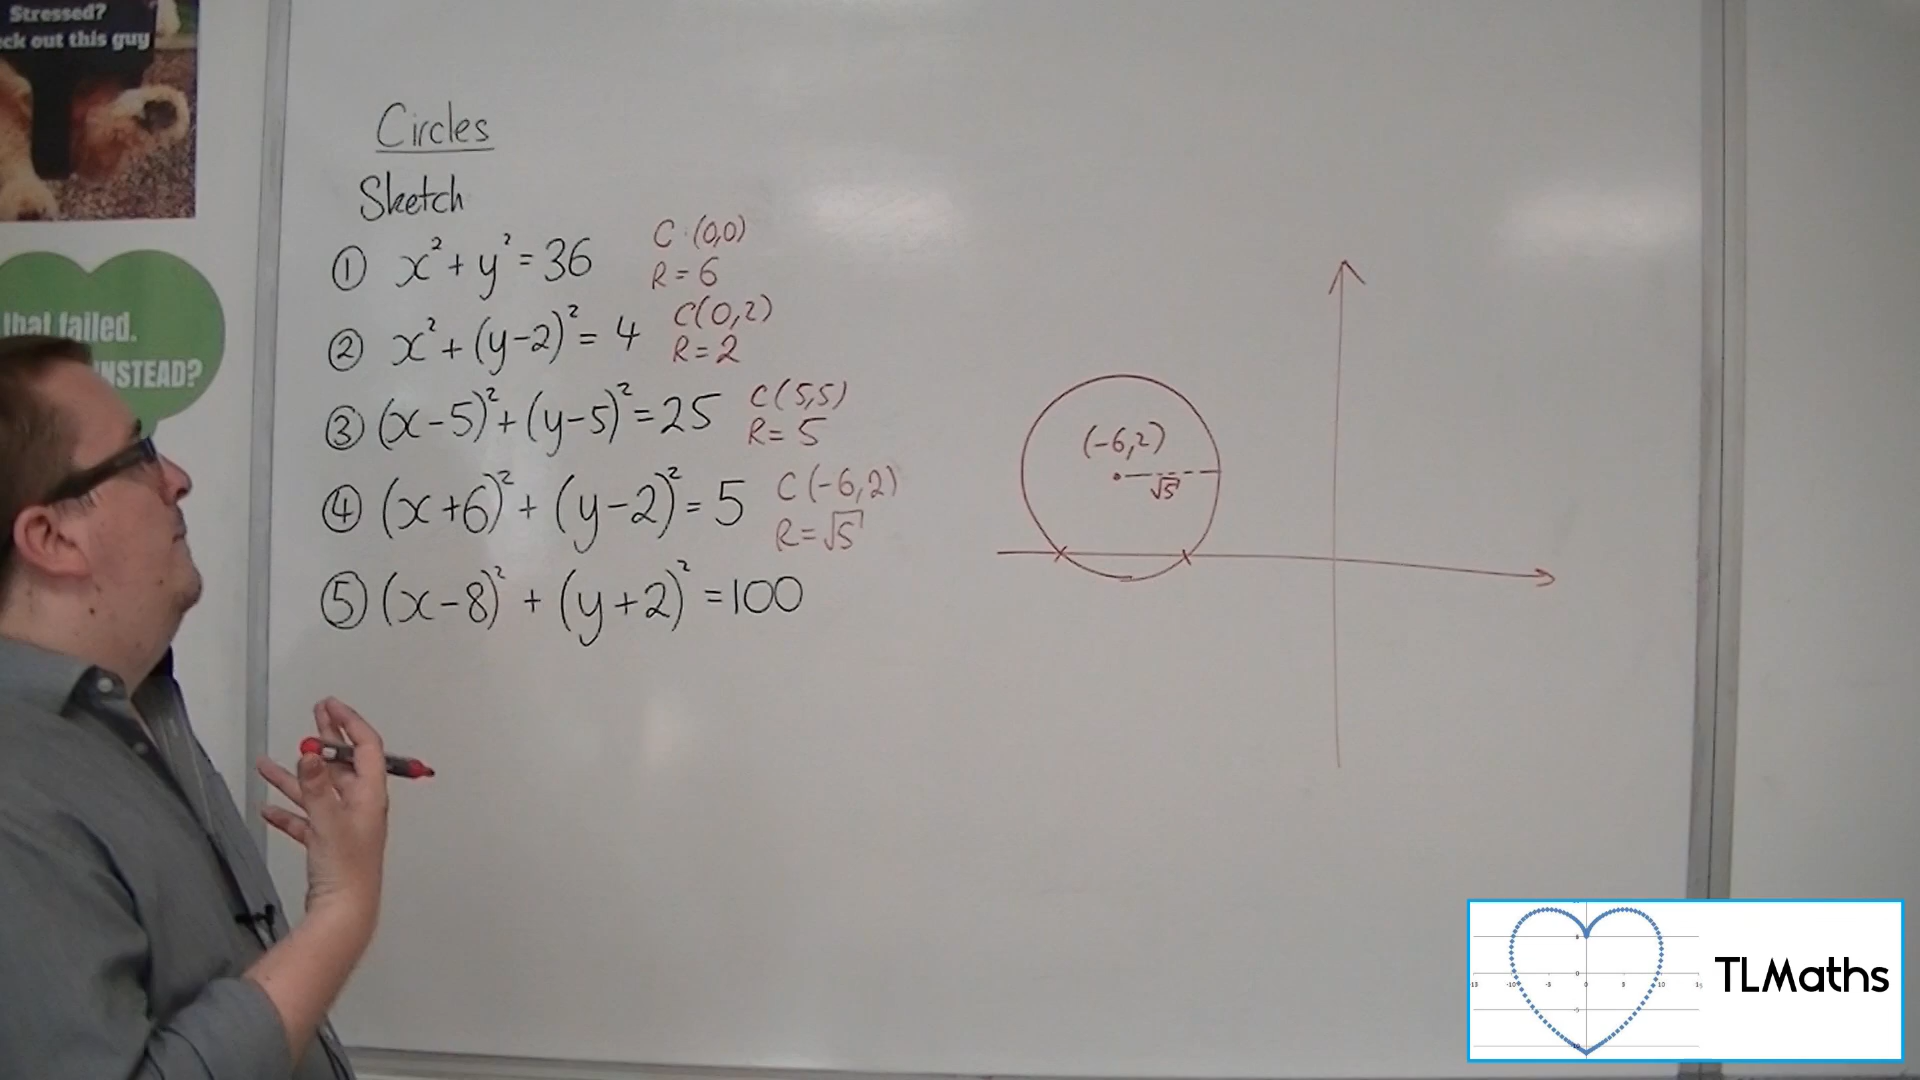 Stressed?
ck out this guy
that failed.
INSTEAD?
Circles
Sketch
① x² + y² = 36 C (0,0)
R = 6
② x² + (y-2)² = 4 C(0,2)
R = 2
③ (x-5)² + (y-5)² = 25 C(5,5)
R = 5
④ (x+6)² + (y-2)² = 5 C(-6,2)
R = √5
⑤ (x-8)² + (y+2)² = 100
(-6,2)
√5
TLMaths